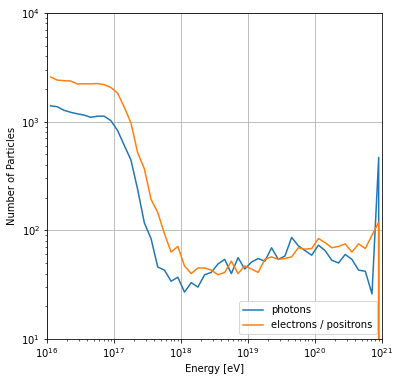 10^4
10^3
10^2
10^1
Number of Particles
10^16 10^17 10^18 10^19 10^20 10^21
Energy [eV]
photons
electrons / positrons